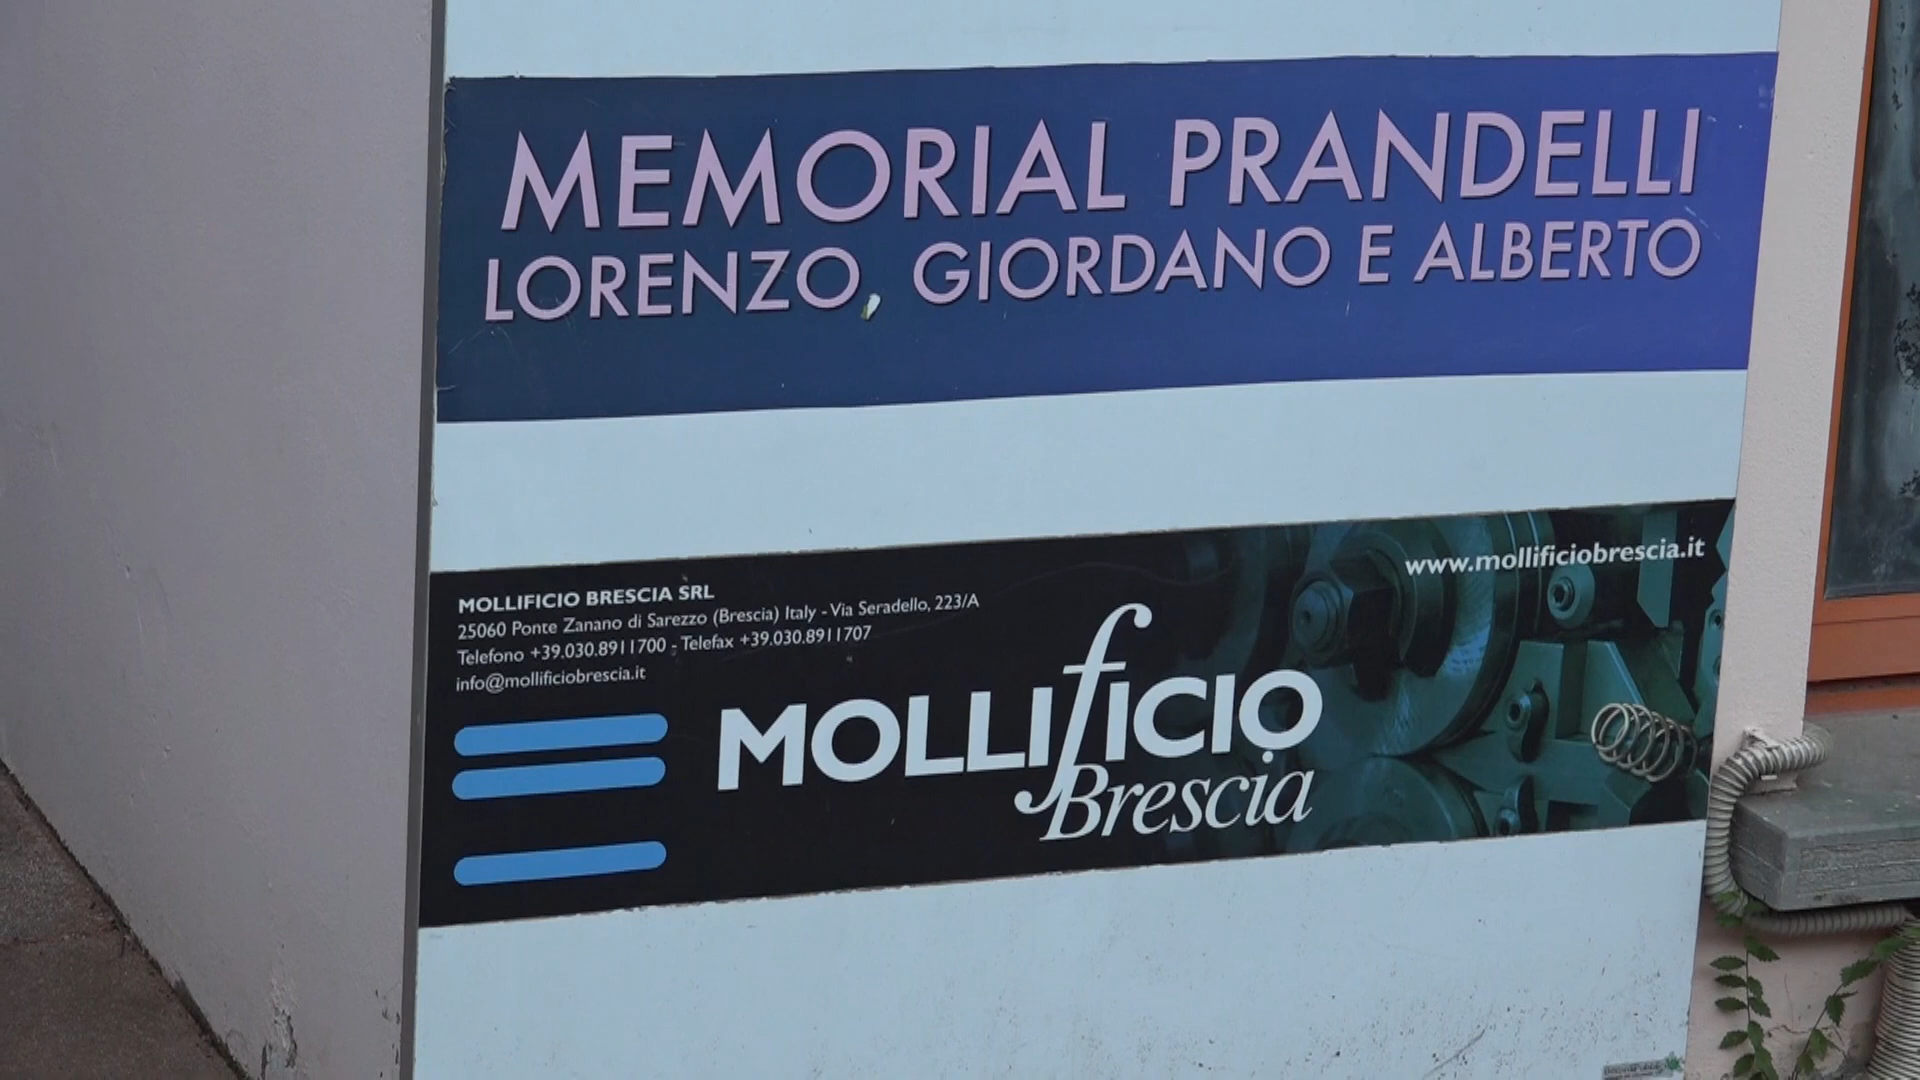 MEMORIAL PRANDELLI
LORENZO, GIORDANO E ALBERTO
www.mollificiobrescia.it
MOLLIFICIO BRESCIA SRL
25060 Ponte Zanano di Sarezzo (Brescia) Italy - Via Seradello, 223/A
Telefono +39.030.8911700 - Telefax +39.030.8911707
info@mollificiobrescia.it
MOLLIfICIO
Brescia